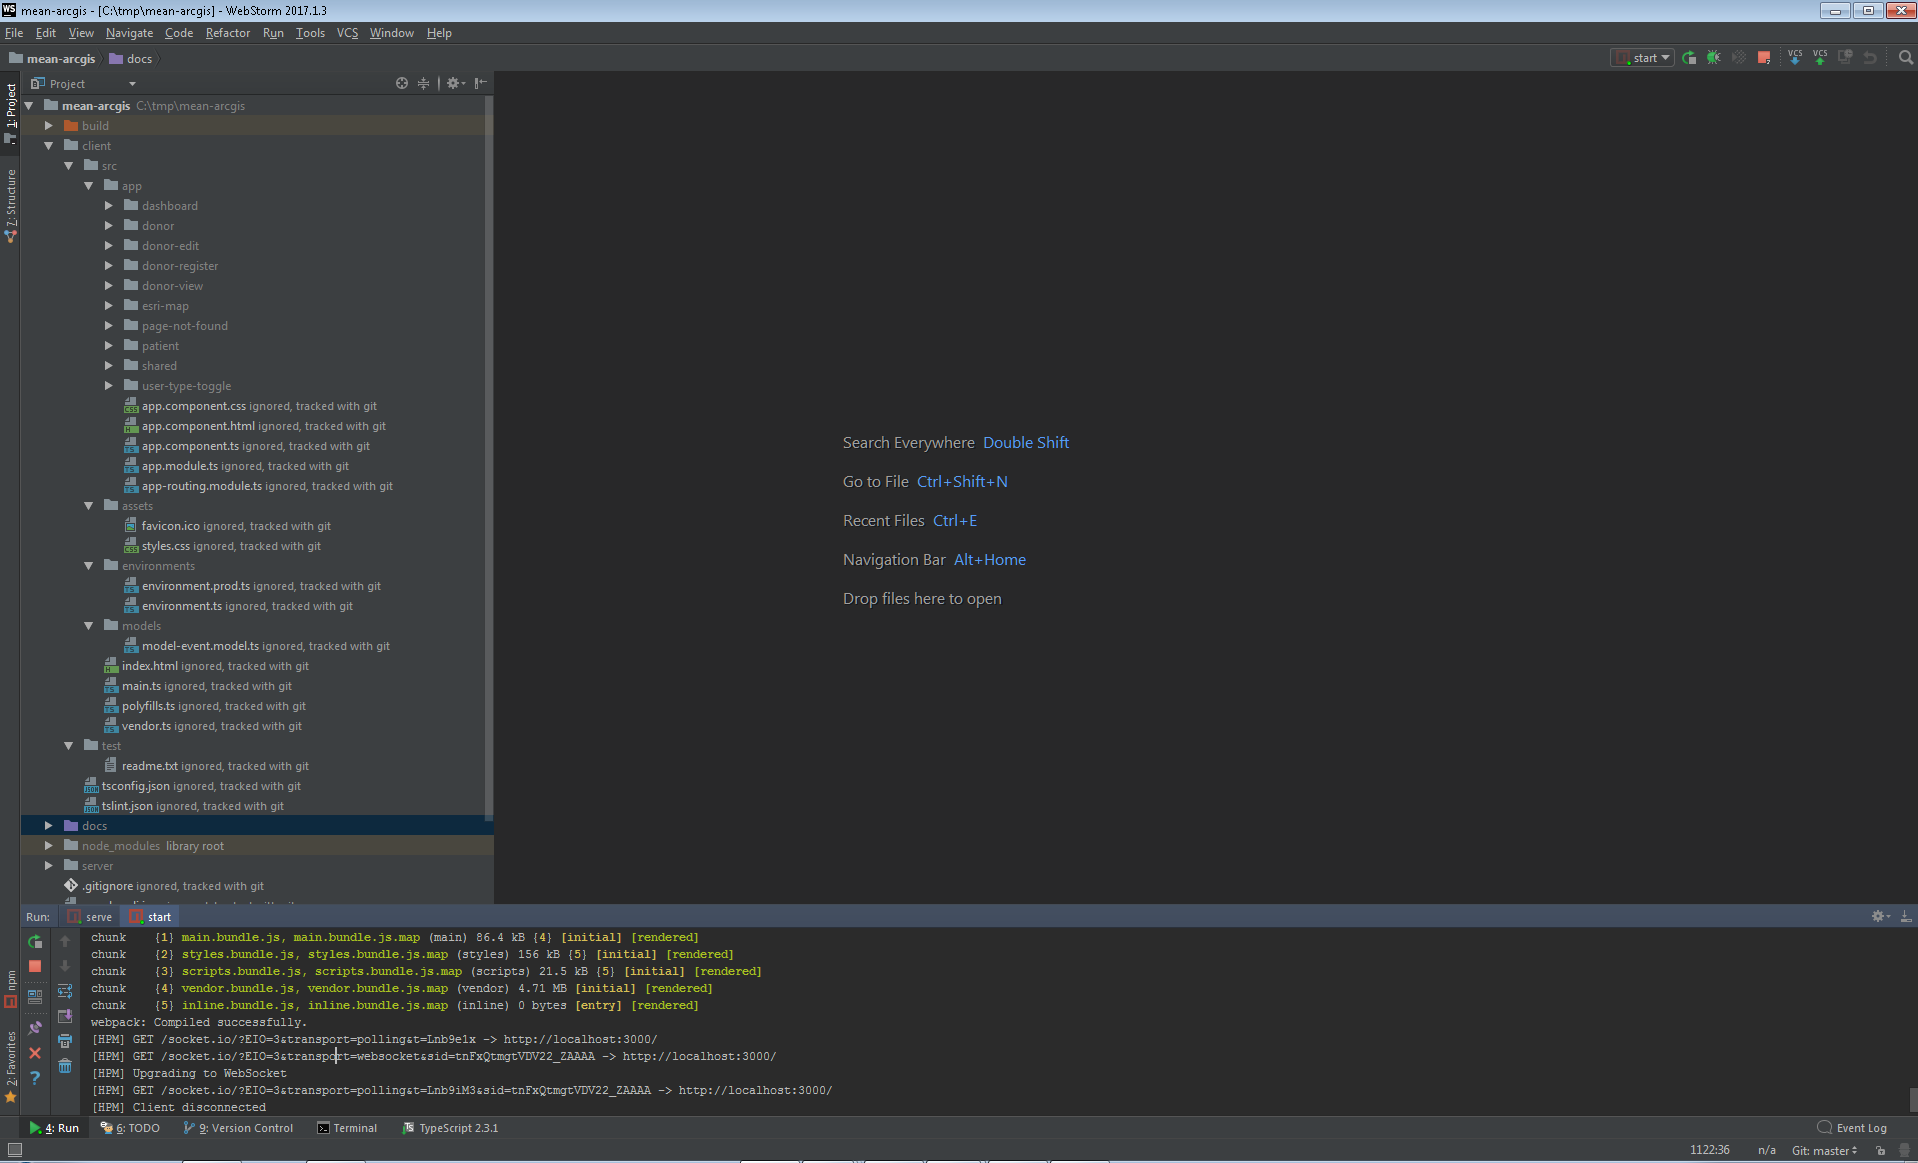 WS mean-arcgis - [C:\tmp\mean-arcgis] - WebStorm 2017.1.3
File Edit View Navigate Code Refactor Run Tools VCS Window Help
mean-arcgis docs
start VCS VCS
Project
1: Project
7: Structure
npm
2: Favorites
mean-arcgis C:\tmp\mean-arcgis
build
client
src
app
dashboard
donor
donor-edit
donor-register
donor-view
esri-map
page-not-found
patient
shared
user-type-toggle
app.component.css ignored, tracked with git
app.component.html ignored, tracked with git
app.component.ts ignored, tracked with git
app.module.ts ignored, tracked with git
app-routing.module.ts ignored, tracked with git
assets
favicon.ico ignored, tracked with git
styles.css ignored, tracked with git
environments
environment.prod.ts ignored, tracked with git
environment.ts ignored, tracked with git
models
model-event.model.ts ignored, tracked with git
index.html ignored, tracked with git
main.ts ignored, tracked with git
polyfills.ts ignored, tracked with git
vendor.ts ignored, tracked with git
test
readme.txt ignored, tracked with git
tsconfig.json ignored, tracked with git
tslint.json ignored, tracked with git
docs
node_modules library root
server
.gitignore ignored, tracked with git
Search Everywhere Double Shift
Go to File Ctrl+Shift+N
Recent Files Ctrl+E
Navigation Bar Alt+Home
Drop files here to open
Run: serve start
chunk {1} main.bundle.js, main.bundle.js.map (main) 86.4 kB {4} [initial] [rendered]
chunk {2} styles.bundle.js, styles.bundle.js.map (styles) 156 kB {5} [initial] [rendered]
chunk {3} scripts.bundle.js, scripts.bundle.js.map (scripts) 21.5 kB {5} [initial] [rendered]
chunk {4} vendor.bundle.js, vendor.bundle.js.map (vendor) 4.71 MB [initial] [rendered]
chunk {5} inline.bundle.js, inline.bundle.js.map (inline) 0 bytes [entry] [rendered]
webpack: Compiled successfully.
[HPM] GET /socket.io/?EIO=3&transport=polling&t=Lnb9e1x -> http://localhost:3000/
[HPM] GET /socket.io/?EIO=3&transport=websocket&sid=tnFxQtmgtVDV22_ZAAAA -> http://localhost:3000/
[HPM] Upgrading to WebSocket
[HPM] GET /socket.io/?EIO=3&transport=polling&t=Lnb9iM3&sid=tnFxQtmgtVDV22_ZAAAA -> http://localhost:3000/
[HPM] Client disconnected
4: Run 6: TODO 9: Version Control Terminal TypeScript 2.3.1 Event Log
1122:36 n/a Git: master